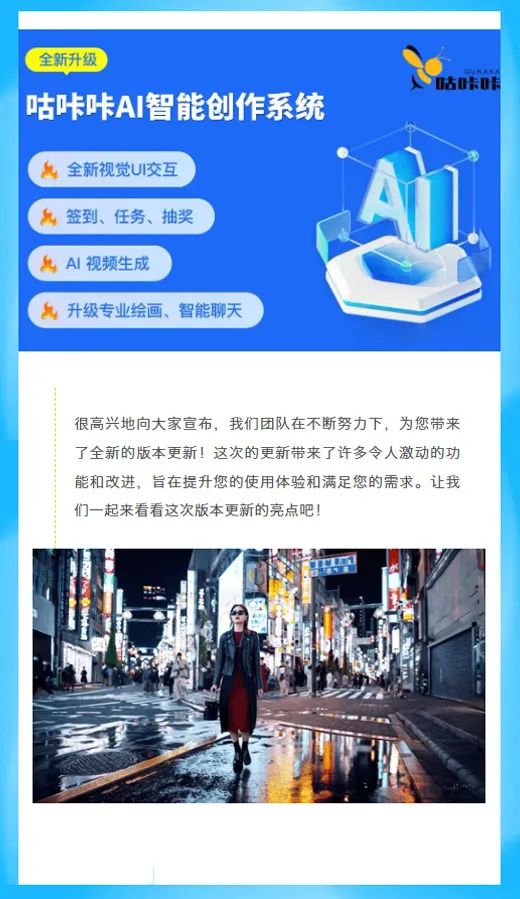 全新升级
GUKAKA
咕咔咔
咕咔咔AI智能创作系统
全新视觉UI交互
签到、任务、抽奖
AI 视频生成
升级专业绘画、智能聊天
AI
很高兴地向大家宣布，我们团队在不断努力下，为您带来
了全新的版本更新！这次的更新带来了许多令人激动的功
能和改进，旨在提升您的使用体验和满足您的需求。让我
们一起来看看这次版本更新的亮点吧！